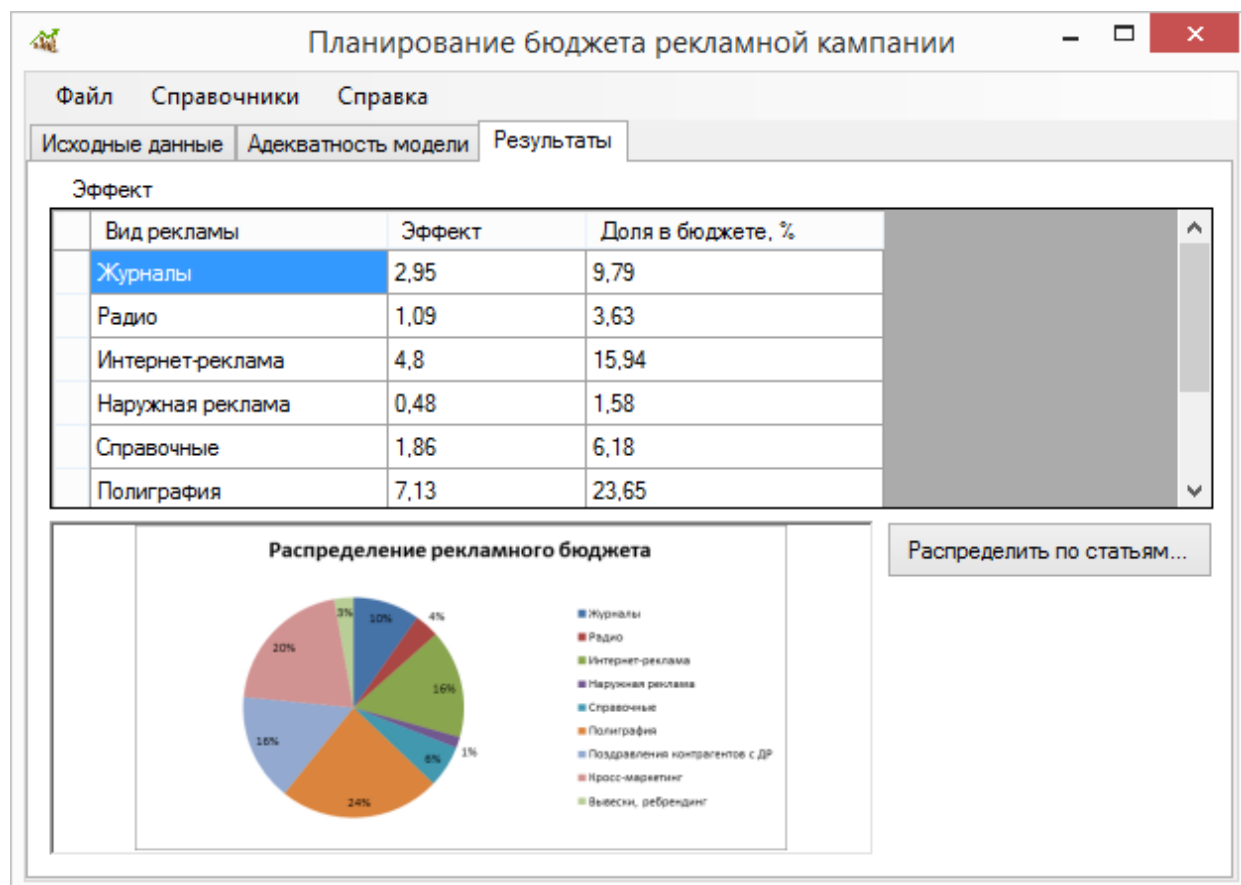 Планирование бюджета рекламной кампании
Файл Справочники Справка
Исходные данные Адекватность модели Результаты
Эффект
Вид рекламы Эффект Доля в бюджете, %
Журналы 2,95 9,79
Радио 1,09 3,63
Интернет-реклама 4,8 15,94
Наружная реклама 0,48 1,58
Справочные 1,86 6,18
Полиграфия 7,13 23,65
Распределить по статьям...
Распределение рекламного бюджета
3% 10% 4%
20%
16%
16%
6% 1%
24%
Журналы
Радио
Интернет-реклама
Наружная реклама
Справочные
Полиграфия
Поздравления контрагентов с ДР
Кросс-маркетинг
Вывески, ребрендинг